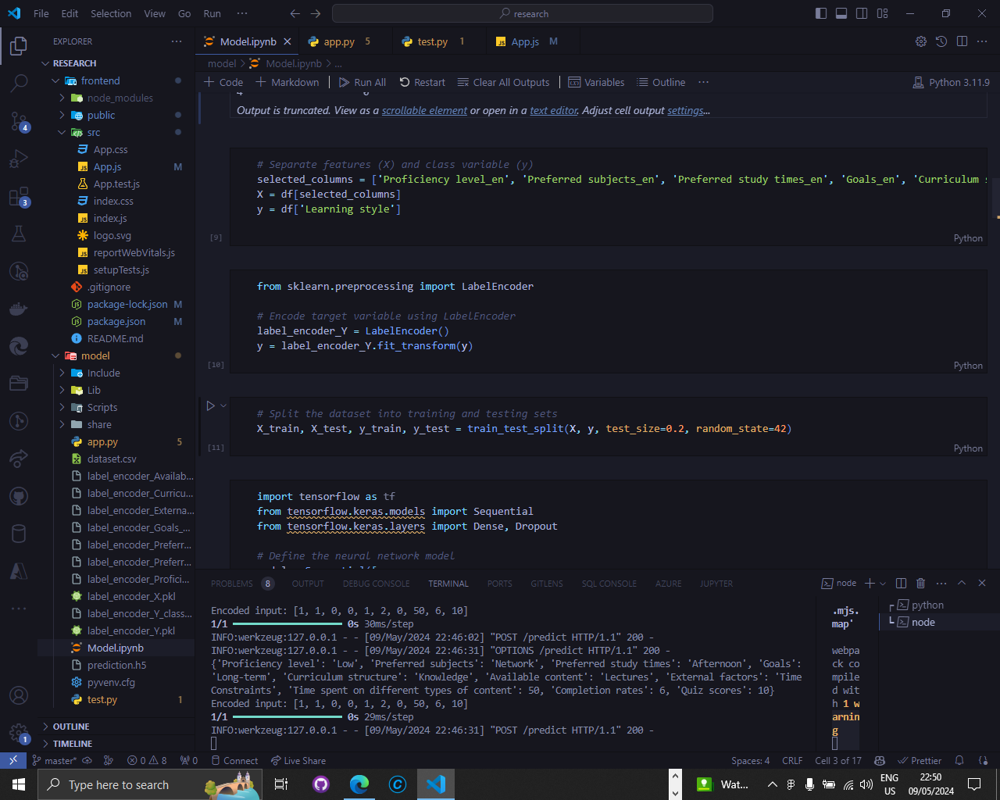 File Edit Selection View Go Run ··· research
EXPLORER ···
RESEARCH
frontend
node_modules
public
src
App.css
App.js M
App.test.js
index.css
index.js
logo.svg
reportWebVitals.js
setupTests.js
.gitignore
package-lock.json M
package.json M
README.md
model
Include
Lib
Scripts
share
app.py 5
dataset.csv
label_encoder_Availab...
label_encoder_Curricu...
label_encoder_Externa...
label_encoder_Goals_...
label_encoder_Preferr...
label_encoder_Preferr...
label_encoder_Profici...
label_encoder_X.pkl
label_encoder_Y_class...
label_encoder_Y.pkl
Model.ipynb
prediction.h5
pyvenv.cfg
test.py 1
OUTLINE
TIMELINE
4
3
1
Model.ipynb app.py 5 test.py 1 App.js M
model > Model.ipynb > ...
Code Markdown Run All Restart Clear All Outputs Variables Outline ··· Python 3.11.9
Output is truncated. View as a scrollable element or open in a text editor. Adjust cell output settings...
# Separate features (X) and class variable (y)
selected_columns = ['Proficiency level_en', 'Preferred subjects_en', 'Preferred study times_en', 'Goals_en', 'Curriculum s
X = df[selected_columns]
y = df['Learning style']
[9] Python
from sklearn.preprocessing import LabelEncoder
# Encode target variable using LabelEncoder
label_encoder_Y = LabelEncoder()
y = label_encoder_Y.fit_transform(y)
[10] Python
# Split the dataset into training and testing sets
X_train, X_test, y_train, y_test = train_test_split(X, y, test_size=0.2, random_state=42)
[11] Python
import tensorflow as tf
from tensorflow.keras.models import Sequential
from tensorflow.keras.layers import Dense, Dropout
# Define the neural network model
PROBLEMS 8 OUTPUT DEBUG CONSOLE TERMINAL PORTS GITLENS SQL CONSOLE AZURE JUPYTER node
Encoded input: [1, 1, 0, 0, 1, 2, 0, 50, 6, 10]
1/1 0s 30ms/step
INFO:werkzeug:127.0.0.1 - - [09/May/2024 22:46:02] "POST /predict HTTP/1.1" 200 -
INFO:werkzeug:127.0.0.1 - - [09/May/2024 22:46:31] "OPTIONS /predict HTTP/1.1" 200 -
{'Proficiency level': 'Low', 'Preferred subjects': 'Network', 'Preferred study times': 'Afternoon', 'Goals':
'Long-term', 'Curriculum structure': 'Knowledge', 'Available content': 'Lectures', 'External factors': 'Time
Constraints', 'Time spent on different types of content': 50, 'Completion rates': 6, 'Quiz scores': 10}
Encoded input: [1, 1, 0, 0, 1, 2, 0, 50, 6, 10]
1/1 0s 29ms/step
INFO:werkzeug:127.0.0.1 - - [09/May/2024 22:46:31] "POST /predict HTTP/1.1" 200 -
.mjs.
map'
webpa
ck co
mpile
d wit
h 1 w
arnin
g
python
node
master* 0 8 0 Connect Live Share Spaces: 4 CRLF Cell 3 of 17 Prettier
Type here to search Wat... ENG
US
22:50
09/05/2024